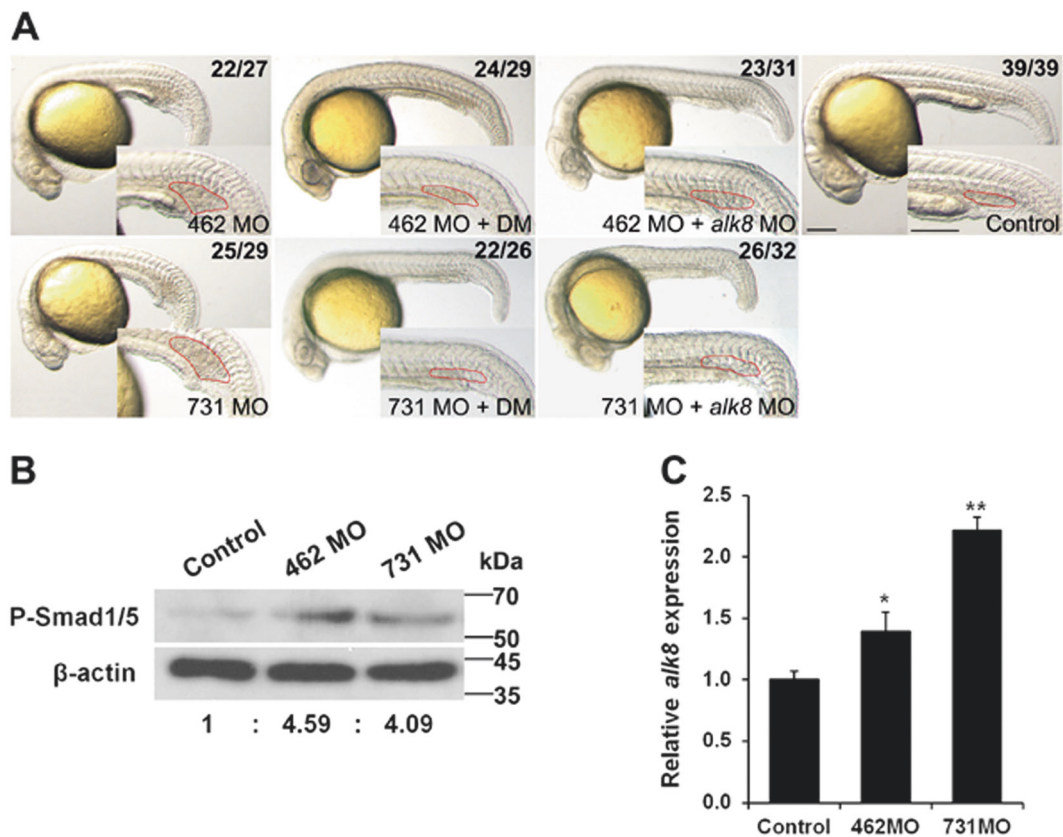 A
22/27
462 MO
24/29
462 MO + DM
23/31
462 MO + alk8 MO
39/39
Control
25/29
731 MO
22/26
731 MO + DM
26/32
731 MO + alk8 MO
B
Control
462 MO
731 MO
kDa
P-Smad1/5
70
50
β-actin
45
35
1 : 4.59 : 4.09
C
Relative alk8 expression
2.5
2.0
1.5
1.0
0.5
0.0
*
**
Control
462MO
731MO